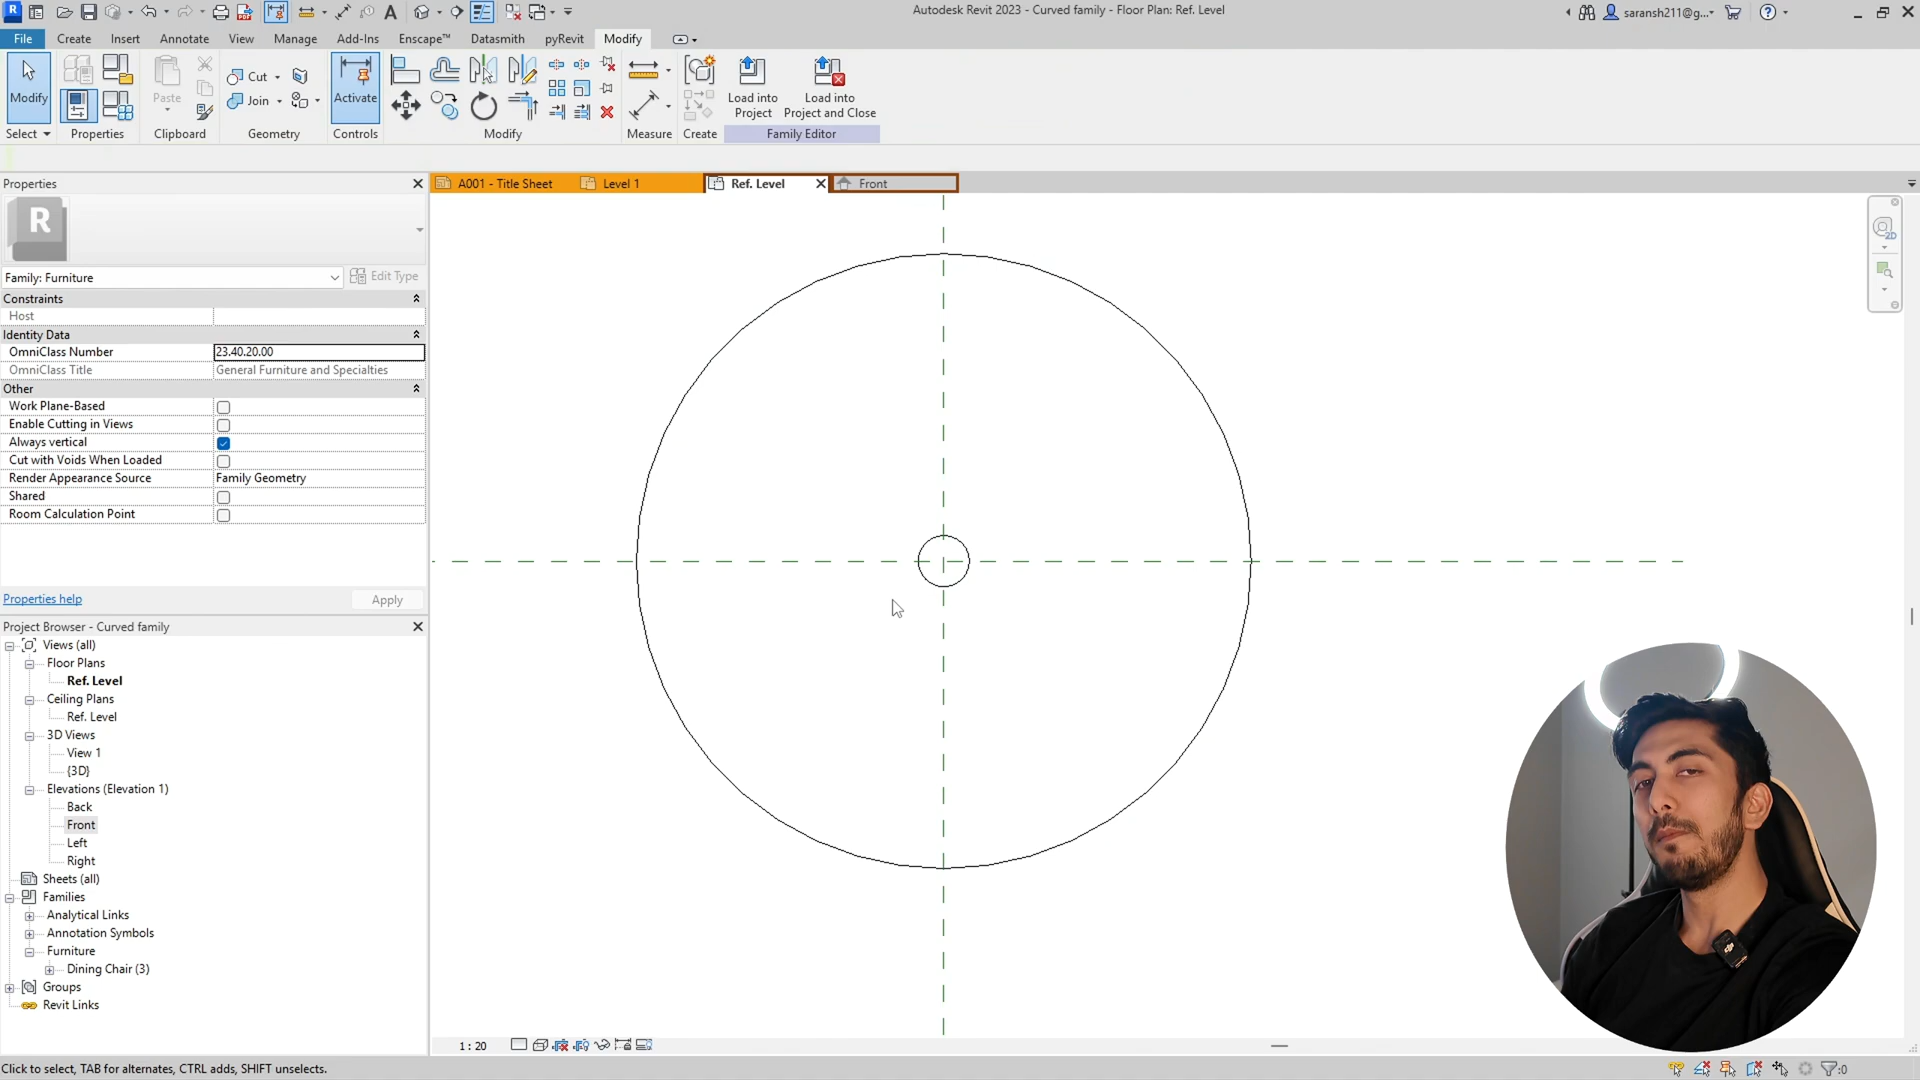 Autodesk Revit 2023 - Curved family - Floor Plan: Ref. Level
saransh211@g...
File Create Insert Annotate View Manage Add-Ins Enscape™ Datasmith pyRevit Modify
Modify Paste Cut Join Activate Load into Project Load into Project and Close
Select Properties Clipboard Geometry Controls Modify Measure Create Family Editor
Properties
A001 - Title Sheet Level 1 Ref. Level Front
R
Family: Furniture Edit Type
Constraints
Host
Identity Data
OmniClass Number 23.40.20.00
OmniClass Title General Furniture and Specialties
Other
Work Plane-Based
Enable Cutting in Views
Always vertical
Cut with Voids When Loaded
Render Appearance Source Family Geometry
Shared
Room Calculation Point
Properties help Apply
Project Browser - Curved family
Views (all)
Floor Plans
Ref. Level
Ceiling Plans
Ref. Level
3D Views
View 1
{3D}
Elevations (Elevation 1)
Back
Front
Left
Right
Sheets (all)
Families
Analytical Links
Annotation Symbols
Furniture
Dining Chair (3)
Groups
Revit Links
1 : 20
Click to select, TAB for alternates, CTRL adds, SHIFT unselects.
:0